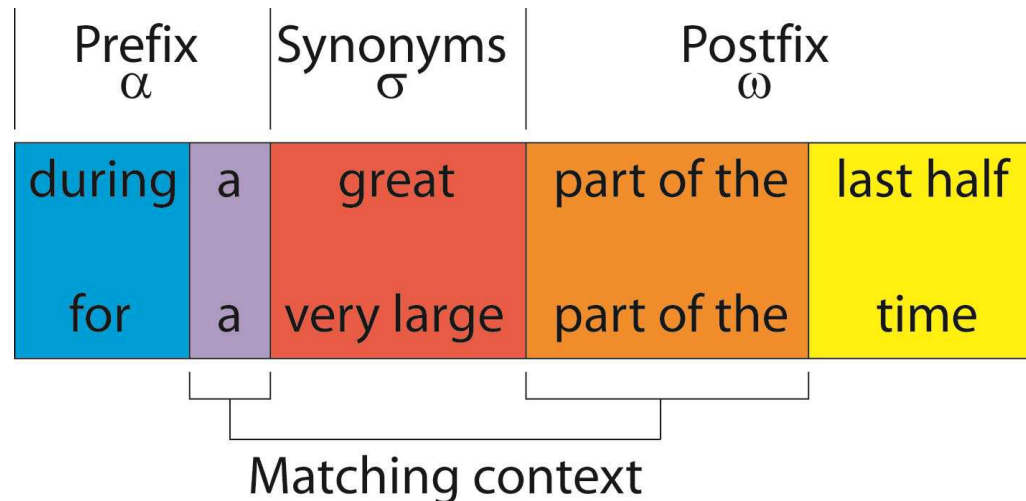 Prefix Synonyms Postfix
α σ ω
during a great part of the last half
for a very large part of the time
Matching context